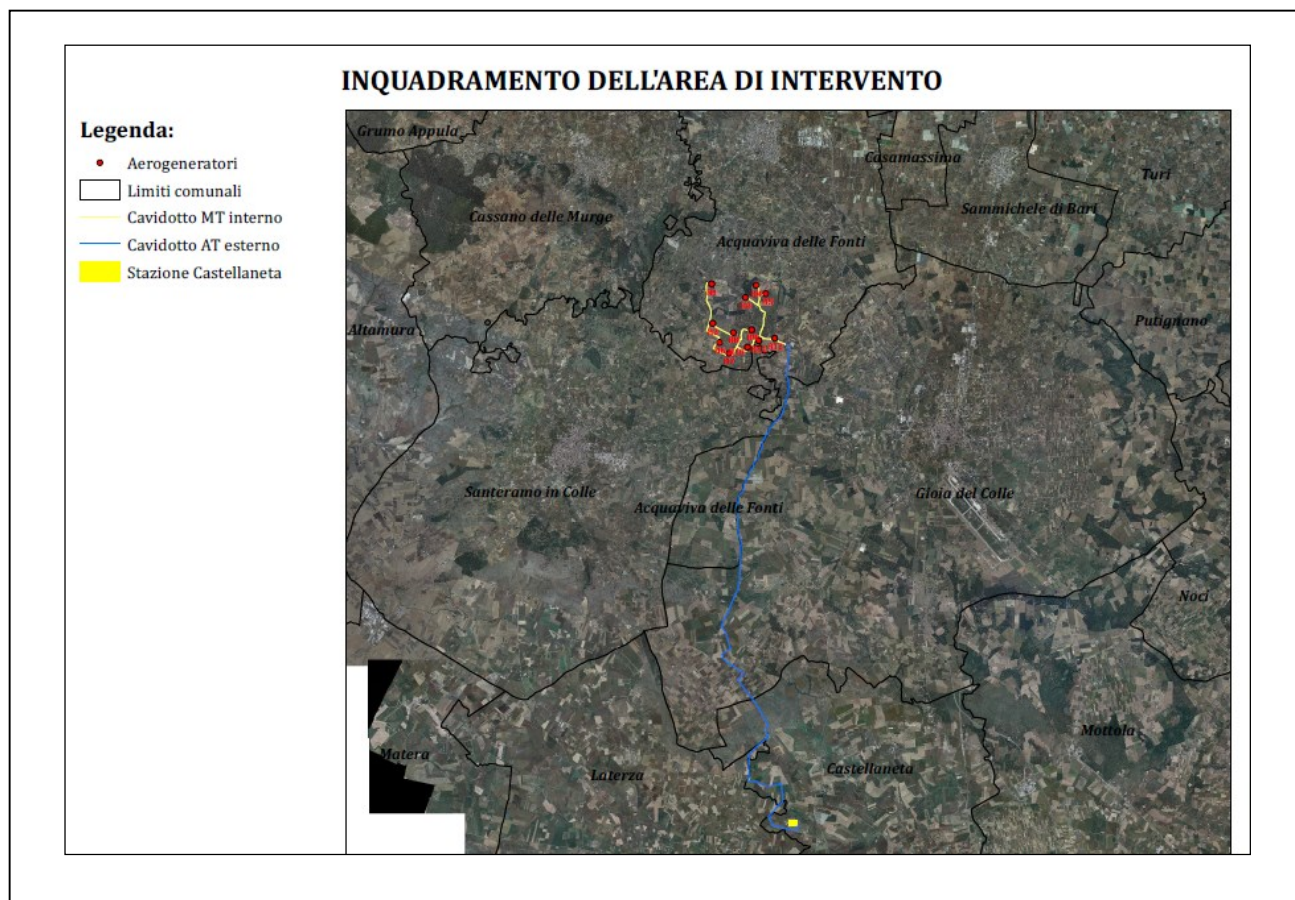 INQUADRAMENTO DELL'AREA DI INTERVENTO
Legenda:
Aerogeneratori
Limiti comunali
Cavidotto MT interno
Cavidotto AT esterno
Stazione Castellaneta
Grumo Appula
Casamassima
Turi
Cassano delle Murge
Sammichele di Bari
Acquaviva delle Fonti
Altamura
Putignano
Santeramo in Colle
Acquaviva delle Fonti
Gioia del Colle
Noci
Mottola
Matera
Laterza
Castellaneta